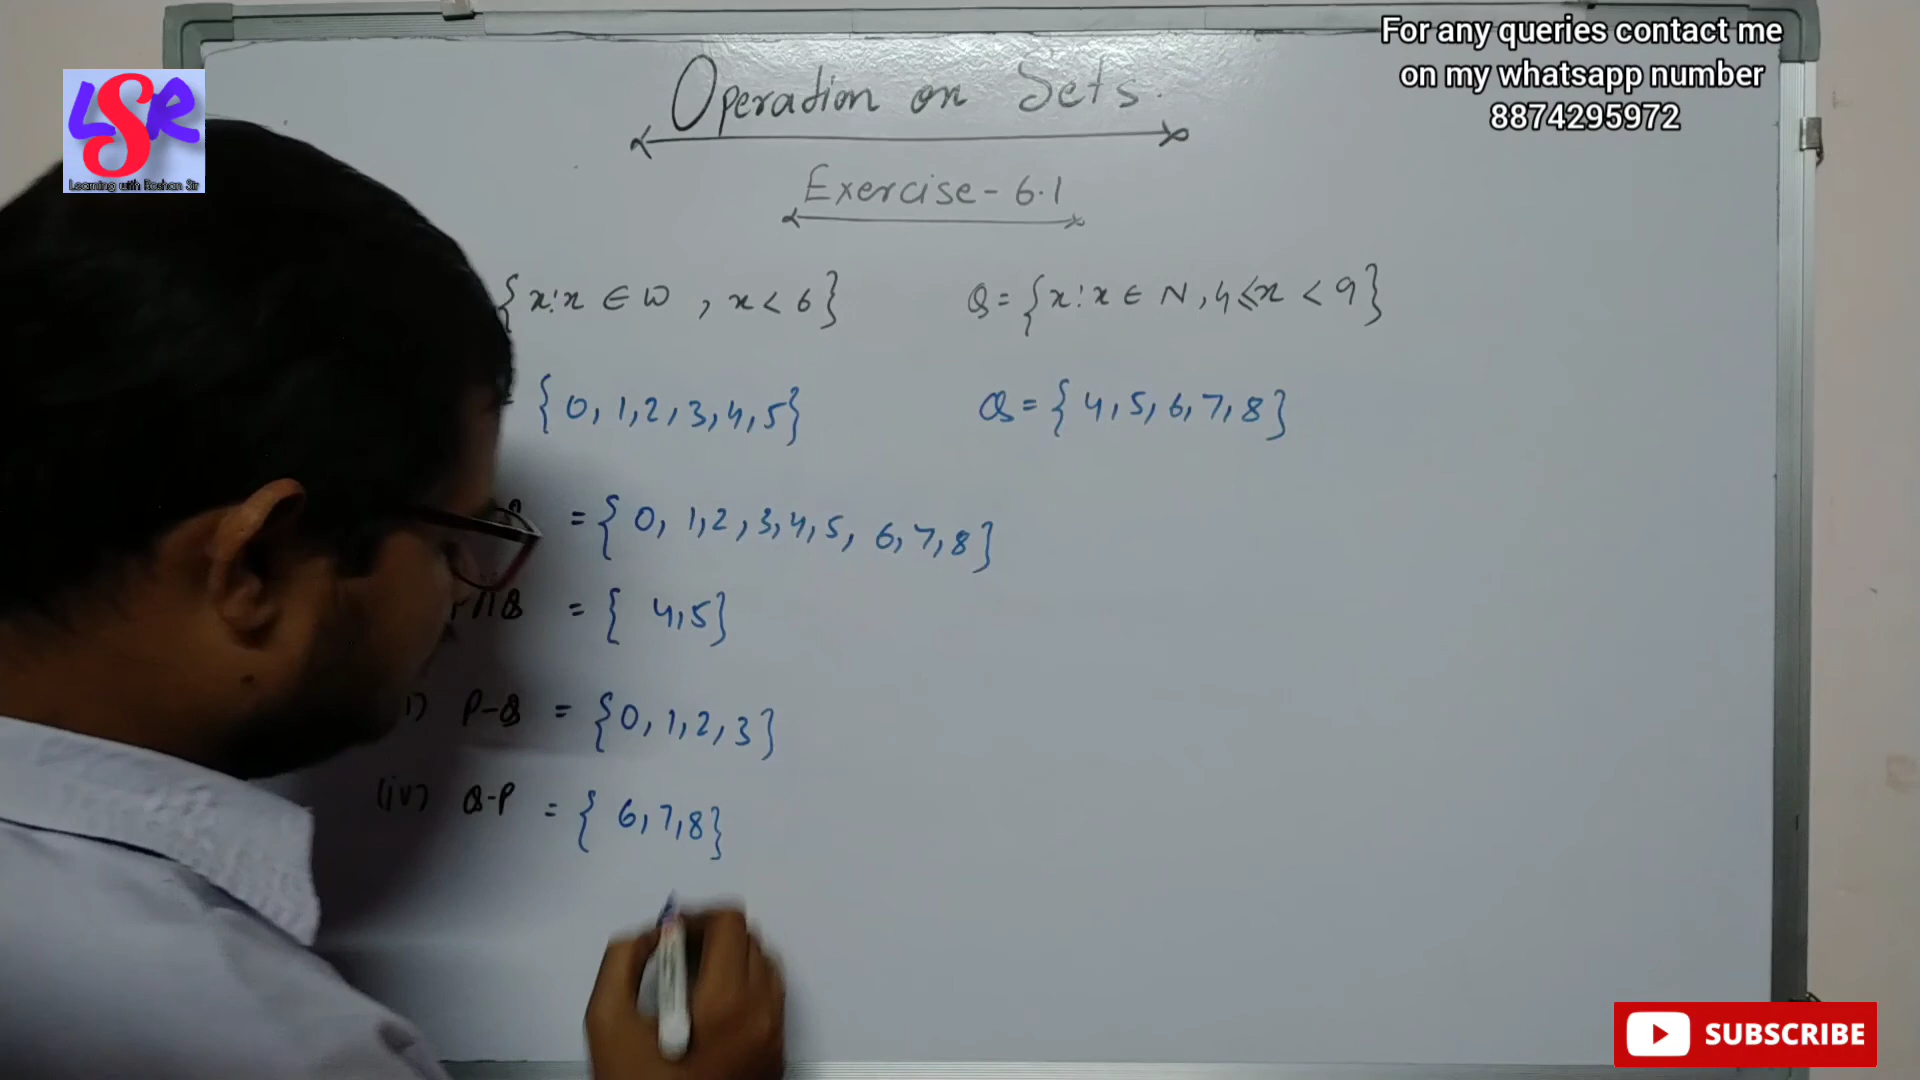 For any queries contact me
on my whatsapp number
8874295972
LSR
Learning with Roshan Sir
Operation on Sets.
Exercise - 6.1
{x:x ∈ W , x < 6}
Q = {x:x ∈ N, 4 ≤ x < 9}
{ 0, 1, 2, 3, 4, 5}
Q = { 4, 5, 6, 7, 8 }
= { 0, 1, 2, 3, 4, 5, 6, 7, 8 }
∩Q = { 4, 5}
i) P-Q = {0, 1, 2, 3 }
(iv) Q-P = { 6, 7, 8}
SUBSCRIBE